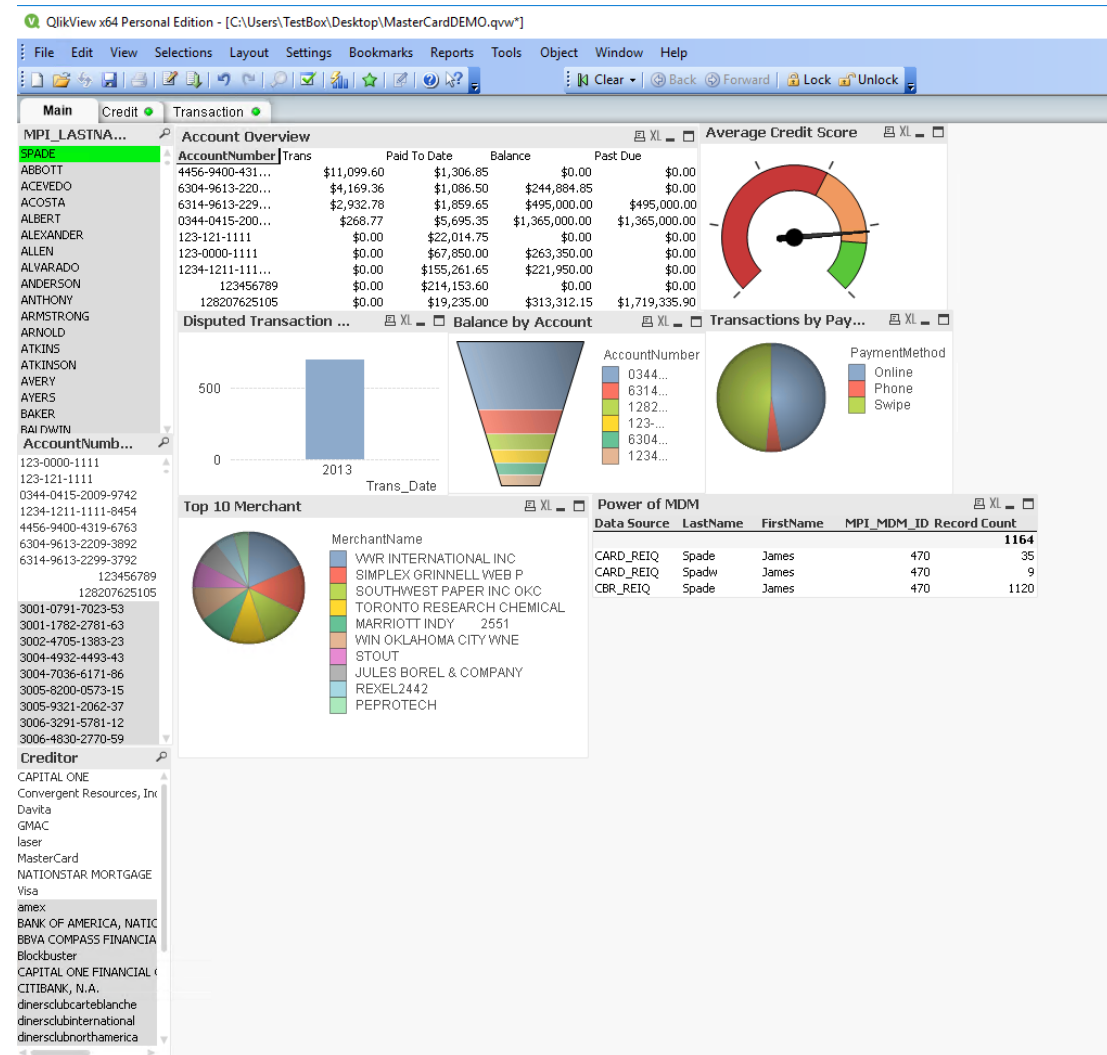 QlikView x64 Personal Edition - [C:\Users\TestBox\Desktop\MasterCardDEMO.qvw*]
File Edit View Selections Layout Settings Bookmarks Reports Tools Object Window Help
Clear Back Forward Lock Unlock
Main Credit Transaction
MPI_LASTNA...
SPADE
ABBOTT
ACEVEDO
ACOSTA
ALBERT
ALEXANDER
ALLEN
ALVARADO
ANDERSON
ANTHONY
ARMSTRONG
ARNOLD
ATKINS
ATKINSON
AVERY
AYERS
BAKER
BALDWIN
AccountNumb...
123-0000-1111
123-121-1111
0344-0415-2009-9742
1234-1211-1111-8454
4456-9400-4319-6763
6304-9613-2209-3892
6314-9613-2299-3792
123456789
128207625105
3001-0791-7023-53
3001-1782-2781-63
3002-4705-1383-23
3004-4932-4493-43
3004-7036-6171-86
3005-8200-0573-15
3005-9321-2062-37
3006-3291-5781-12
3006-4830-2770-59
Creditor
CAPITAL ONE
Convergent Resources, Inc
Davita
GMAC
laser
MasterCard
NATIONSTAR MORTGAGE
Visa
amex
BANK OF AMERICA, NATIO
BBVA COMPASS FINANCIA
Blockbuster
CAPITAL ONE FINANCIAL
CITIBANK, N.A.
dinersclubcarteblanche
dinersclubinternational
dinersclubnorthamerica
Account Overview XL
AccountNumber Trans Paid To Date Balance Past Due
4456-9400-431... $11,099.60 $1,306.85 $0.00 $0.00
6304-9613-220... $4,169.36 $1,086.50 $244,884.85 $0.00
6314-9613-229... $2,932.78 $1,859.65 $495,000.00 $495,000.00
0344-0415-200... $268.77 $5,695.35 $1,365,000.00 $1,365,000.00
123-121-1111 $0.00 $22,014.75 $0.00 $0.00
123-0000-1111 $0.00 $67,850.00 $263,350.00 $0.00
1234-1211-111... $0.00 $155,261.65 $221,950.00 $0.00
123456789 $0.00 $214,153.60 $0.00 $0.00
128207625105 $0.00 $19,235.00 $313,312.15 $1,719,335.90
Average Credit Score XL
Disputed Transaction ... XL
500
0
2013
Trans_Date
Balance by Account XL
AccountNumber
0344...
6314...
1282...
123-...
6304...
1234...
Transactions by Pay... XL
PaymentMethod
Online
Phone
Swipe
Top 10 Merchant XL
MerchantName
VWR INTERNATIONAL INC
SIMPLEX GRINNELL WEB P
SOUTHWEST PAPER INC OKC
TORONTO RESEARCH CHEMICAL
MARRIOTT INDY 2551
WIN OKLAHOMA CITY WNE
STOUT
JULES BOREL & COMPANY
REXEL2442
PEPROTECH
Power of MDM XL
Data Source LastName FirstName MPI_MDM_ID Record Count
1164
CARD_REIQ Spade James 470 35
CARD_REIQ Spadw James 470 9
CBR_REIQ Spade James 470 1120